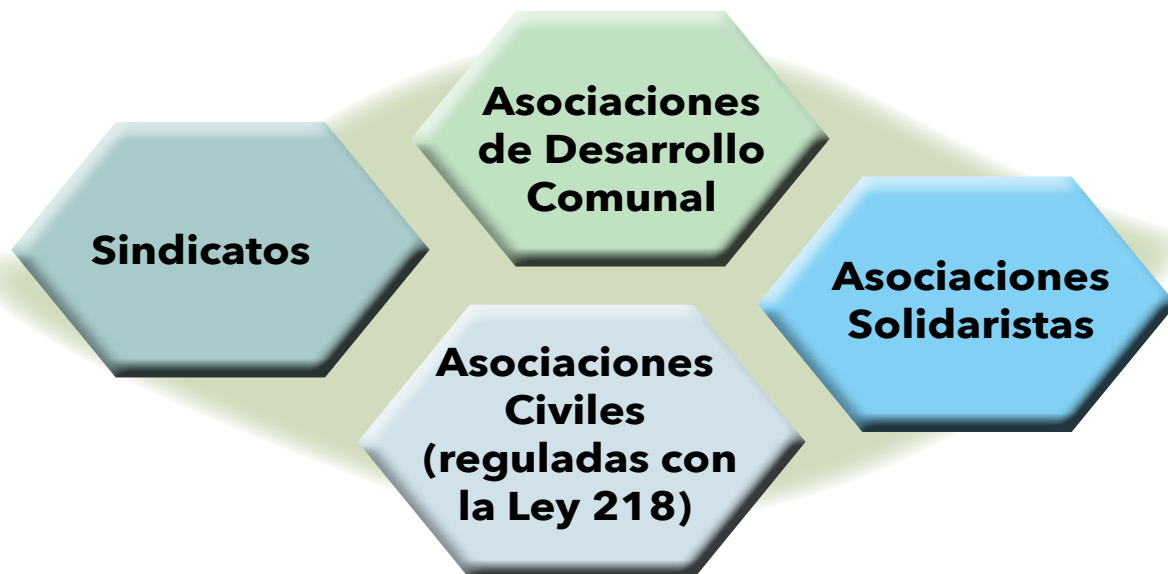 Asociaciones
de Desarrollo
Comunal
Sindicatos
Asociaciones
Solidaristas
Asociaciones
Civiles
(reguladas con
la Ley 218)